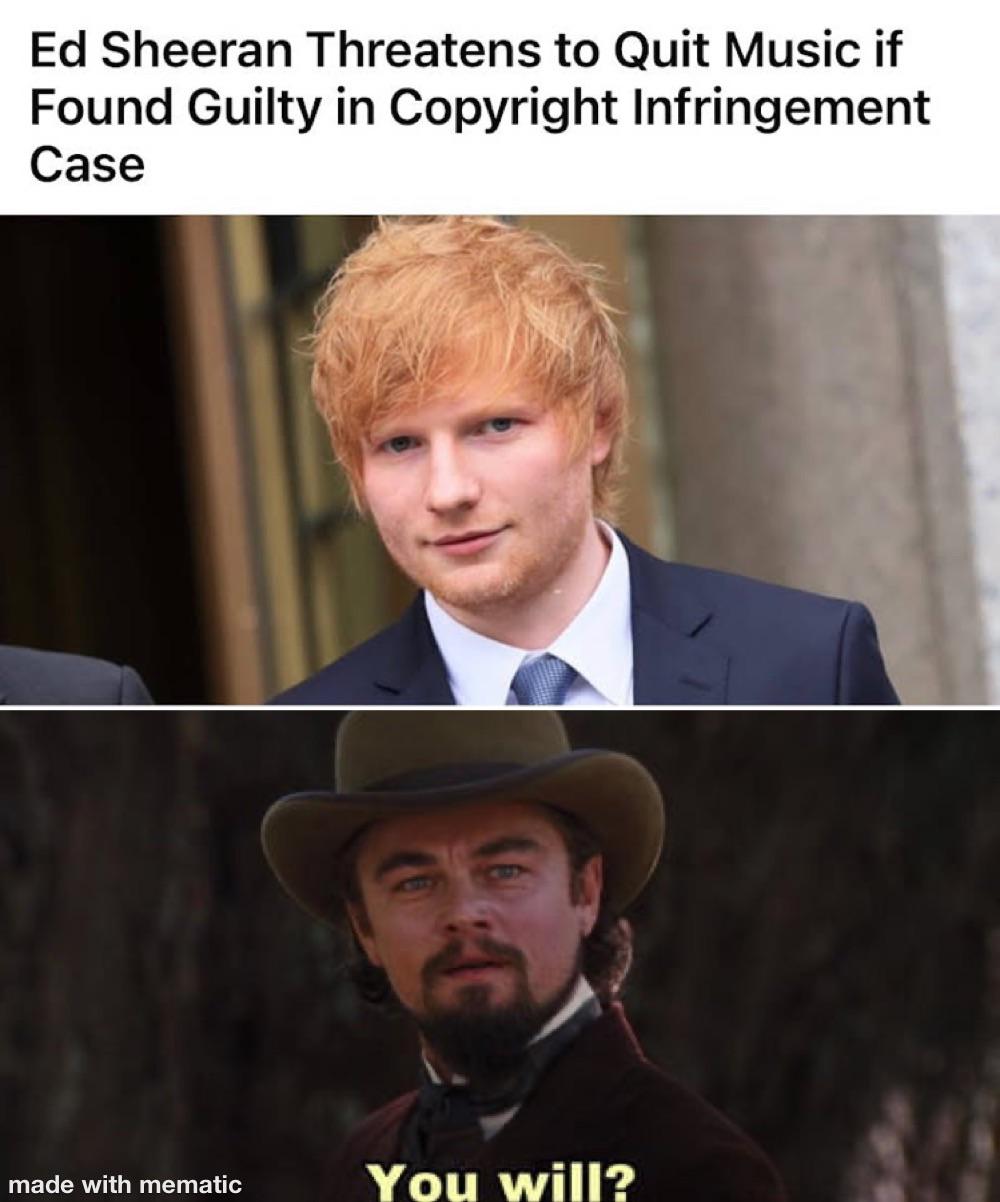 Ed Sheeran Threatens to Quit Music if
Found Guilty in Copyright Infringement
Case
You will?
made with mematic